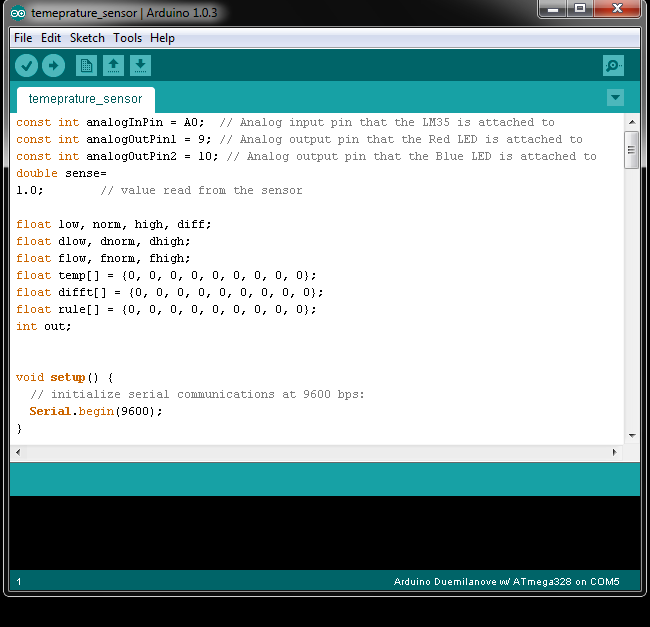 temeprature_sensor | Arduino 1.0.3
File Edit Sketch Tools Help
temeprature_sensor
const int analogInPin = A0;  // Analog input pin that the LM35 is attached to
const int analogOutPin1 = 9; // Analog output pin that the Red LED is attached to
const int analogOutPin2 = 10; // Analog output pin that the Blue LED is attached to
double sense=
1.0;        // value read from the sensor
float low, norm, high, diff;
float dlow, dnorm, dhigh;
float flow, fnorm, fhigh;
float temp[] = {0, 0, 0, 0, 0, 0, 0, 0, 0};
float difft[] = {0, 0, 0, 0, 0, 0, 0, 0, 0};
float rule[] = {0, 0, 0, 0, 0, 0, 0, 0, 0};
int out;
void setup() {
  // initialize serial communications at 9600 bps:
  Serial.begin(9600);
}
1
Arduino Duemilanove w/ ATmega328 on COM5